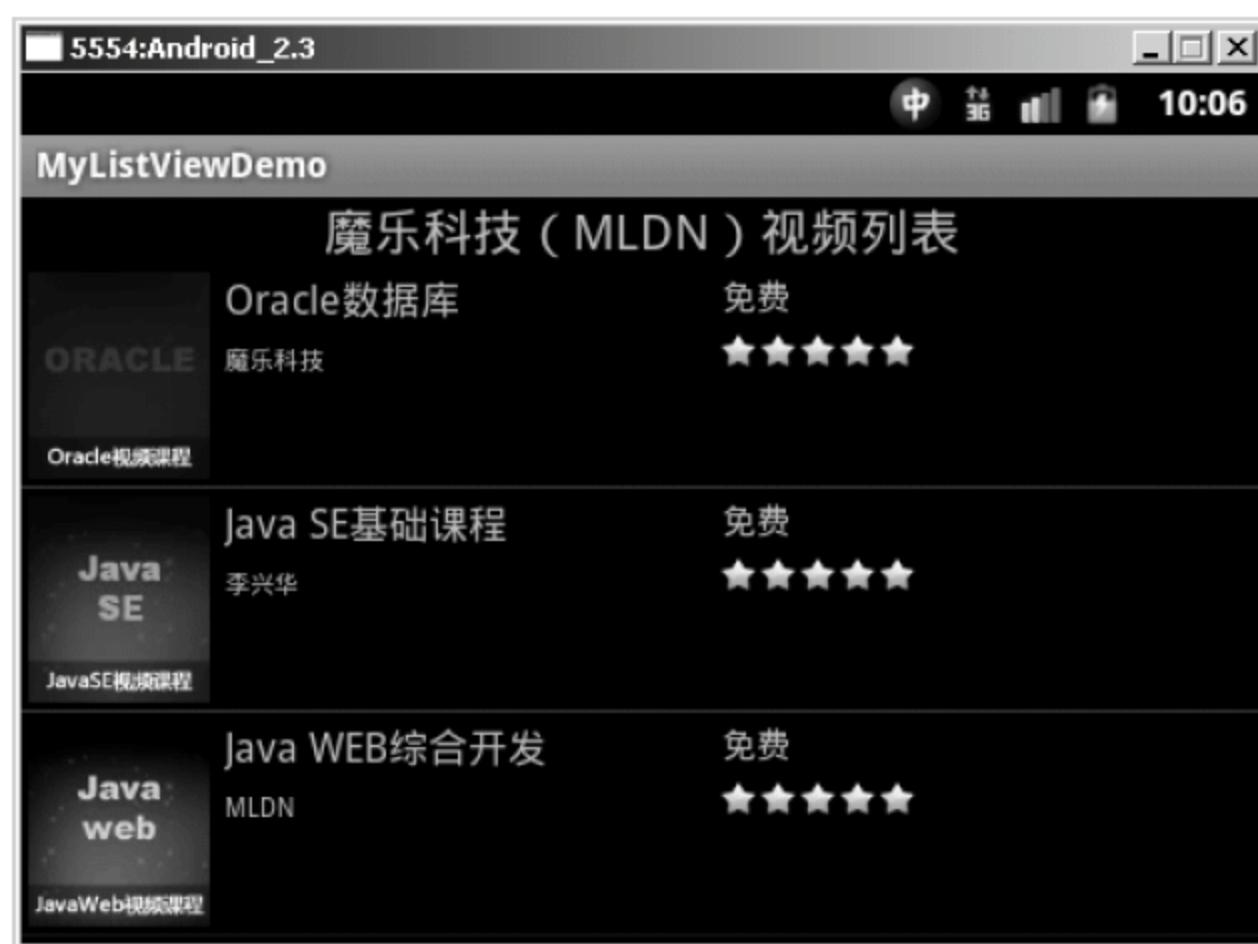 5554:Android_2.3
中 3G 10:06
MyListViewDemo
魔乐科技（MLDN）视频列表
ORACLE
Oracle视频课程
Oracle数据库
魔乐科技
免费
Java
SE
JavaSE视频课程
Java SE基础课程
李兴华
免费
Java
web
JavaWeb视频课程
Java WEB综合开发
MLDN
免费